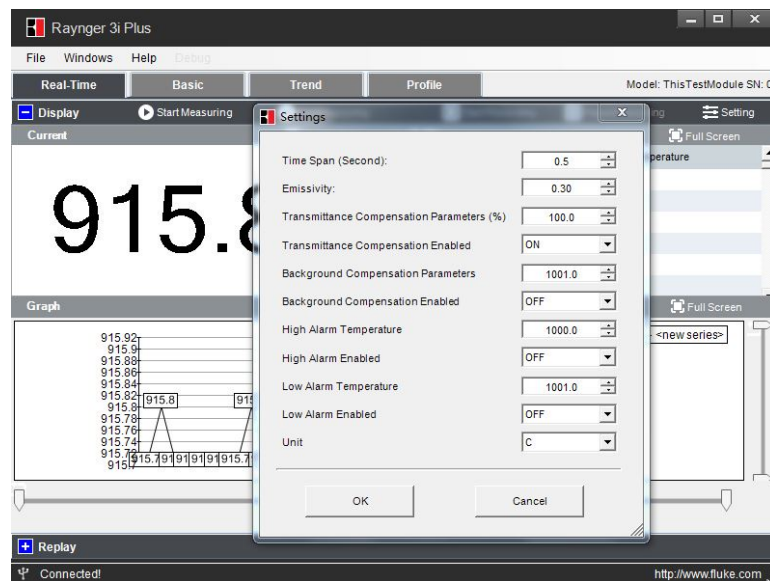 Raynger 3i Plus
File Windows Help Debug
Real-Time Basic Trend Profile Model: ThisTestModule SN:
Display Start Measuring Setting
Current Full Screen
Settings
Time Span (Second): 0.5
Emissivity: 0.30
Transmittance Compensation Parameters (%) 100.0
Transmittance Compensation Enabled ON
Background Compensation Parameters 1001.0
Background Compensation Enabled OFF
High Alarm Temperature 1000.0
High Alarm Enabled OFF
Low Alarm Temperature 1001.0
Low Alarm Enabled OFF
Unit C
OK Cancel
perature
915.8
Graph Full Screen
<new series>
915.92
915.9
915.88
915.86
915.84
915.82
915.8
915.78
915.76
915.74
915.8
Replay
Connected! http://www.fluke.com